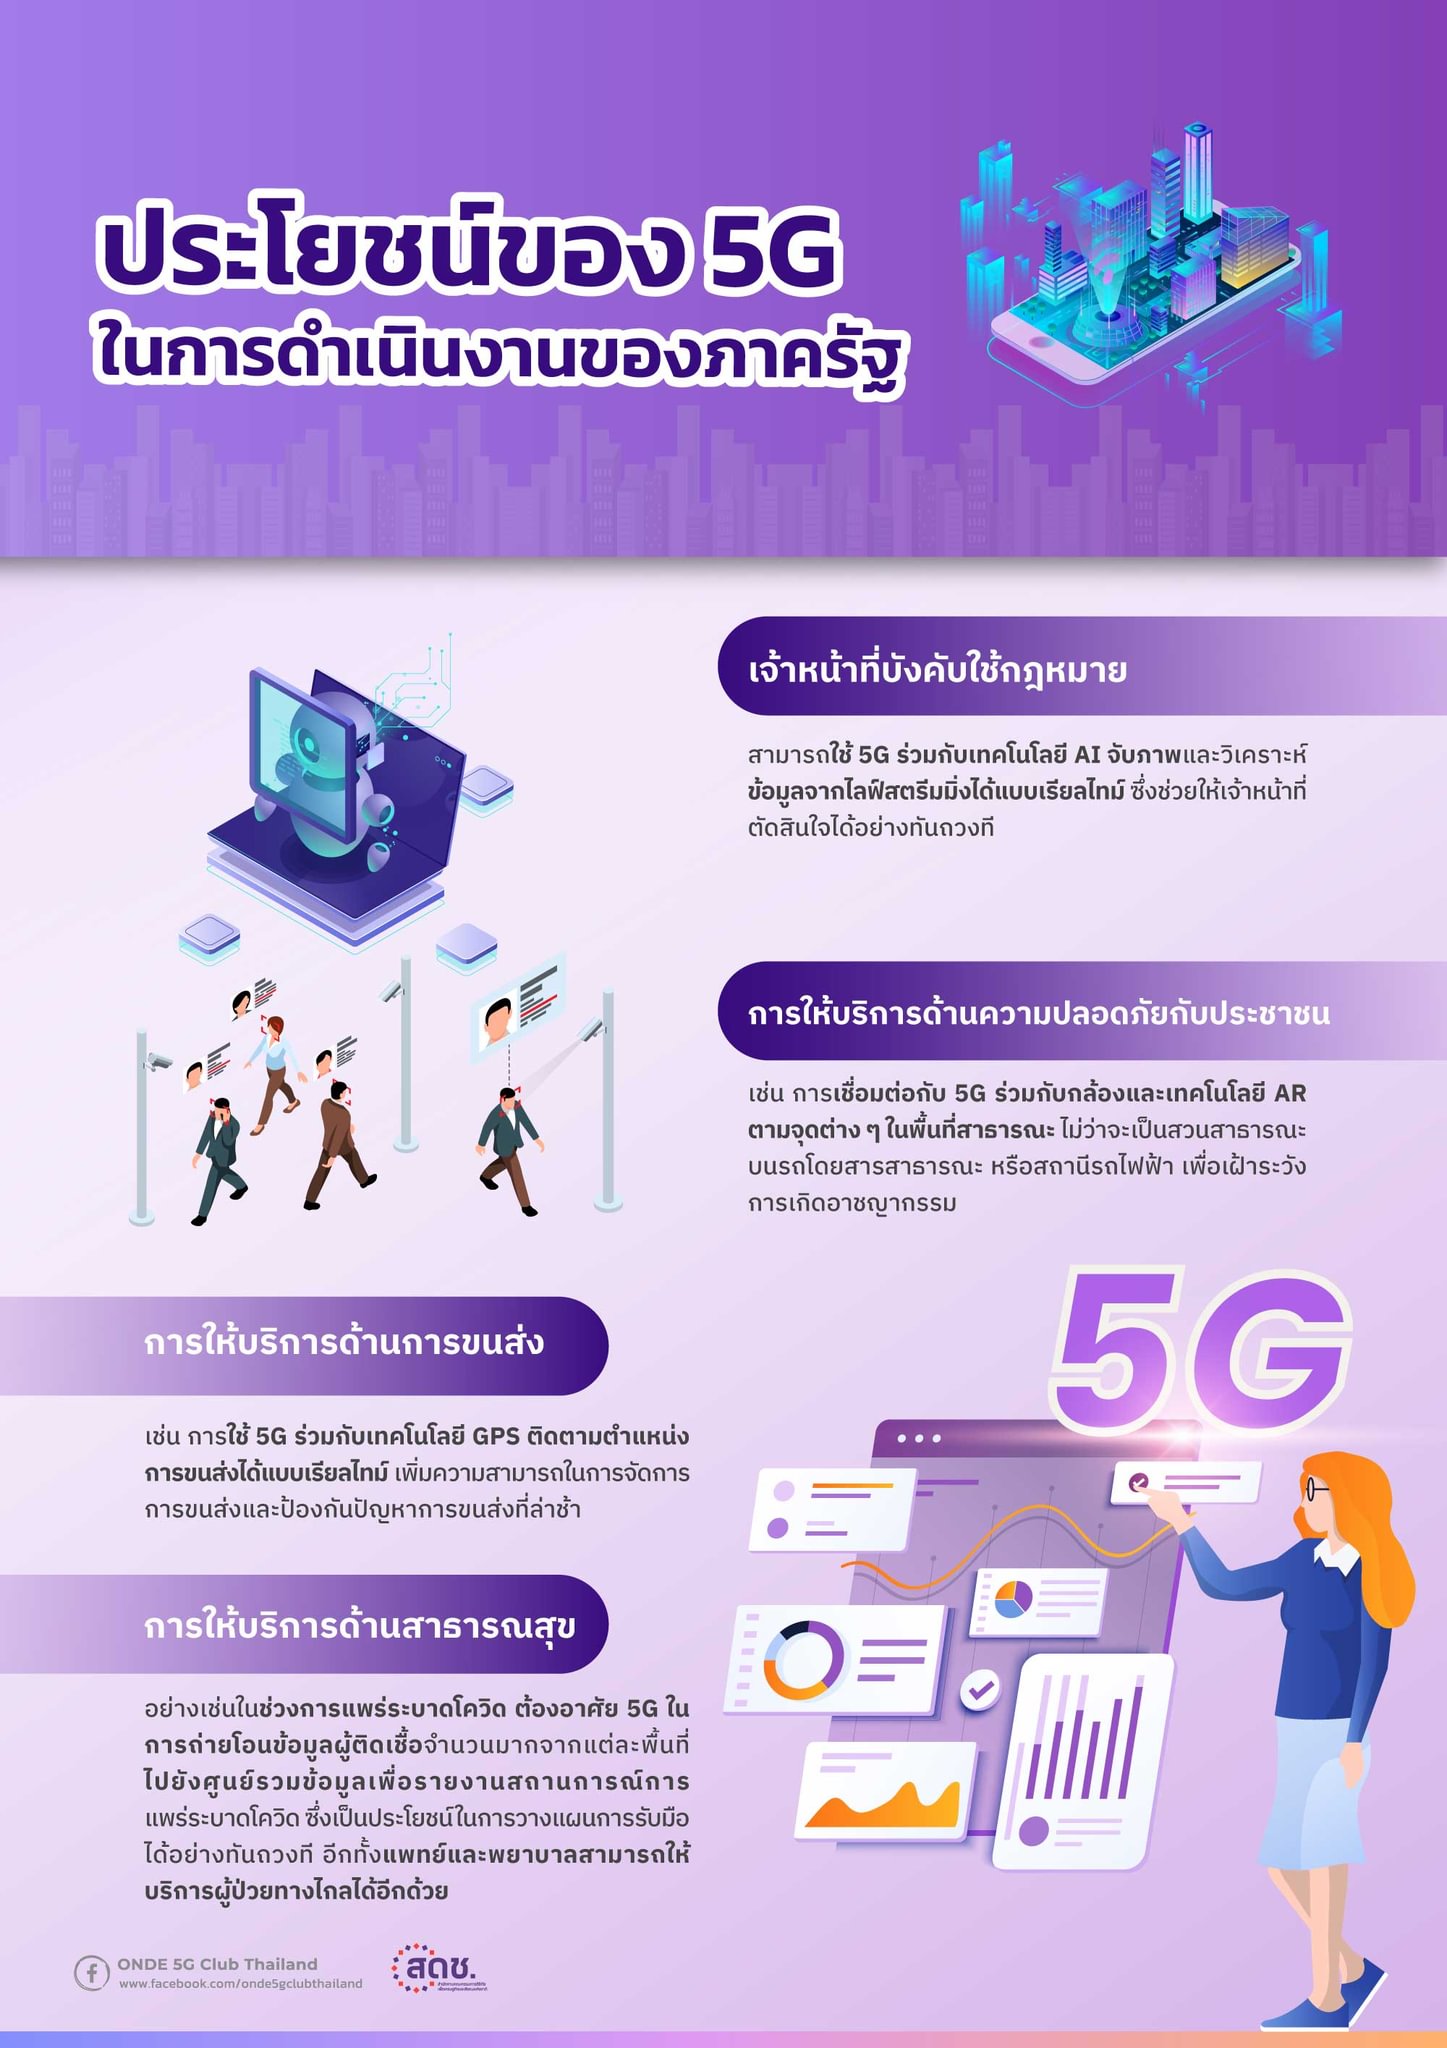 ประโยชน์ของ 5G
ในการดำเนินงานของภาครัฐ
เจ้าหน้าที่บังคับใช้กฎหมาย
สามารถใช้ 5G ร่วมกับเทคโนโลยี AI จับภาพและวิเคราะห์
ข้อมูลจากไลฟ์สตรีมมิ่งได้แบบเรียลไทม์ ซึ่งช่วยให้เจ้าหน้าที่
ตัดสินใจได้อย่างทันถวงที
การให้บริการด้านความปลอดภัยกับประชาชน
เช่น การเชื่อมต่อกับ 5G ร่วมกับกล้องและเทคโนโลยี AR
ตามจุดต่าง ๆ ในพื้นที่สาธารณะ ไม่ว่าจะเป็นสวนสาธารณะ
บนรถโดยสารสาธารณะ หรือสถานีรถไฟฟ้า เพื่อเฝ้าระวัง
การเกิดอาชญากรรม
5G
การให้บริการด้านการขนส่ง
เช่น การใช้ 5G ร่วมกับเทคโนโลยี GPS ติดตามตำแหน่ง
การขนส่งได้แบบเรียลไทม์ เพิ่มความสามารถในการจัดการ
การขนส่งและป้องกันปัญหาการขนส่งที่ล่าช้า
การให้บริการด้านสาธารณสุข
อย่างเช่นในช่วงการแพร่ระบาดโควิด ต้องอาศัย 5G ใน
การถ่ายโอนข้อมูลผู้ติดเชื้อจำนวนมากจากแต่ละพื้นที่
ไปยังศูนย์รวมข้อมูลเพื่อรายงานสถานการณ์การ
แพร่ระบาดโควิด ซึ่งเป็นประโยชน์ในการวางแผนการรับมือ
ได้อย่างทันถวงที อีกทั้งแพทย์และพยาบาลสามารถให้
บริการผู้ป่วยทางไกลได้อีกด้วย
ONDE 5G Club Thailand
www.facebook.com/onde5gclubthailand
สดช.